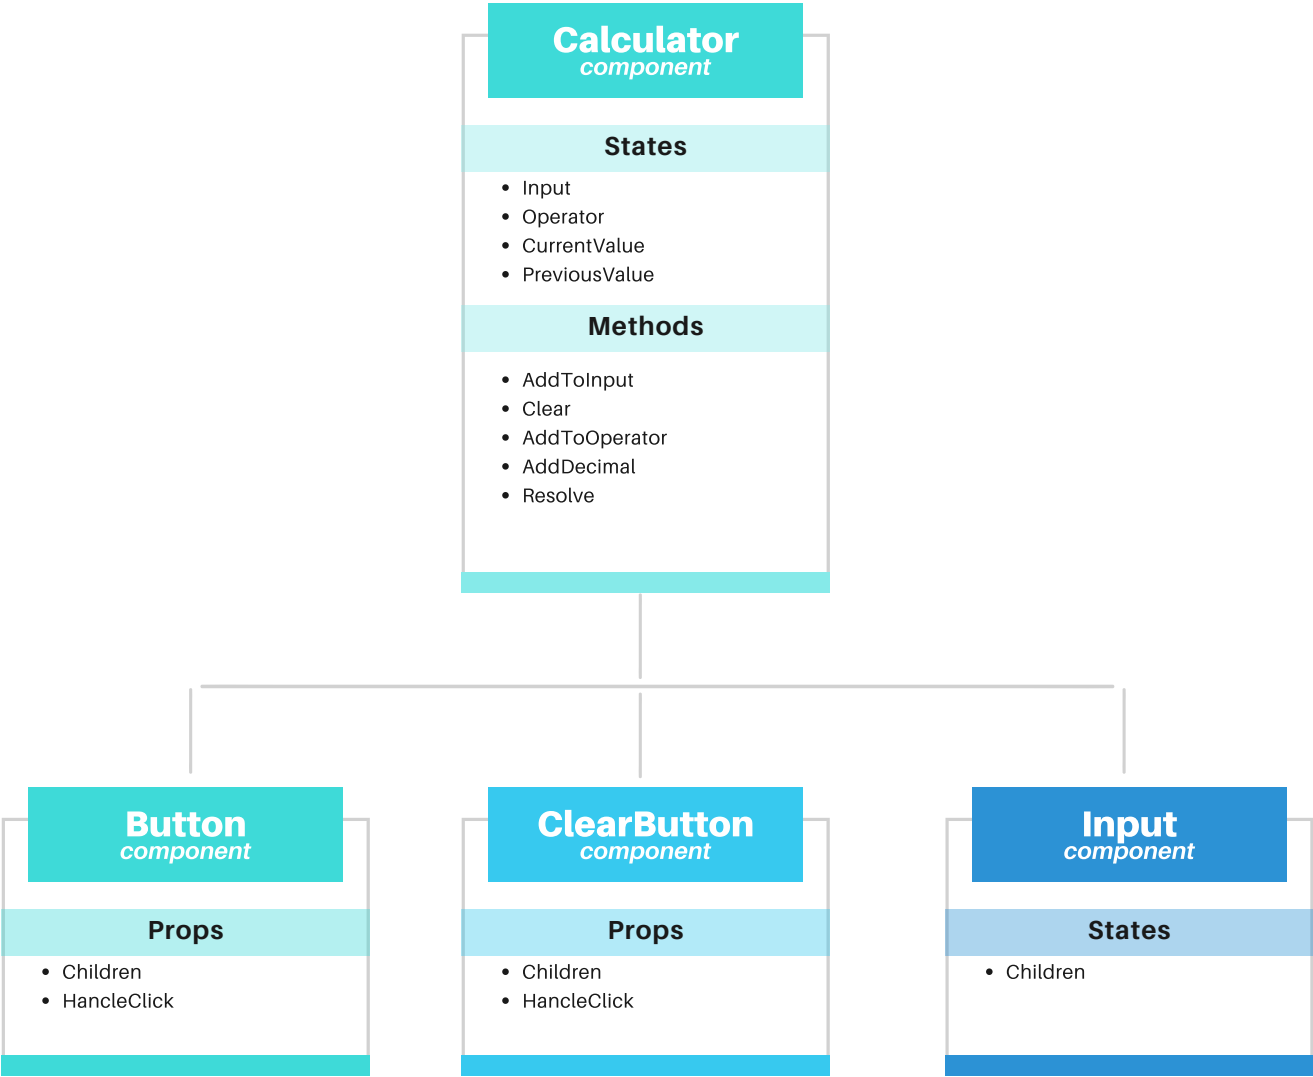 Calculator
component
States
• Input
• Operator
• CurrentValue
• PreviousValue
Methods
• AddToInput
• Clear
• AddToOperator
• AddDecimal
• Resolve
Button
component
Props
• Children
• HancleClick
ClearButton
component
Props
• Children
• HancleClick
Input
component
States
• Children